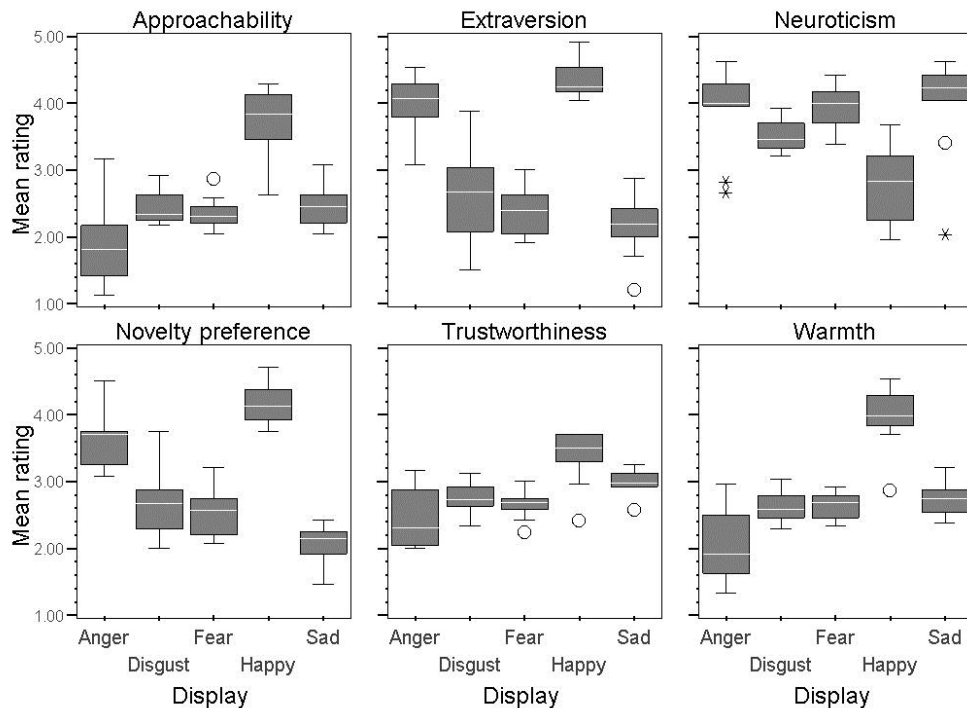 Approachability Extraversion Neuroticism
5.00
4.00
3.00
2.00
1.00
Mean rating
Novelty preference Trustworthiness Warmth
5.00
4.00
3.00
2.00
1.00
Mean rating
Anger Fear Sad Anger Fear Sad Anger Fear Sad
Disgust Happy Disgust Happy Disgust Happy
Display Display Display